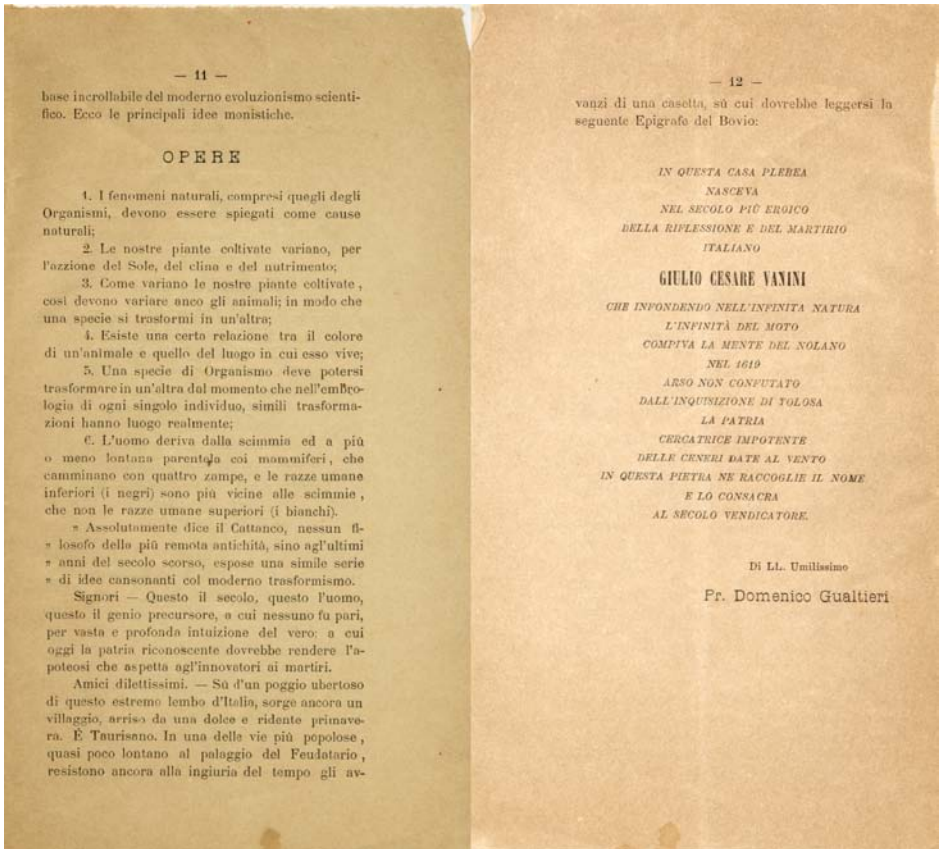 — 11 —
base incrollabile del moderno evoluzionismo scienti-
fico. Ecco le principali idee monistiche.
OPERE
1. I fenomeni naturali, compresi quegli degli
Organismi, devono essere spiegati come cause
naturali;
2. Le nostre piante coltivate variano, per
l'azzione del Sole, del clina e del nutrimento;
3. Come variano le nostre piante coltivate,
così devono variare anco gli animali; in modo che
una specie si trastormi in un'altra;
4. Esiste una certa relazione tra il colore
di un'animale e quello del luogo in cui esso vive;
5. Una specie di Organismo deve potersi
trasformare in un'altra dal momento che nell'embro-
logia di ogni singolo individuo, simili trasforma-
zioni hanno luogo realmente;
6. L'uomo deriva dalla scimmia ed a più
o meno lontana parentela coi mammiferi, che
camminano con quattro zampe, e le razze umane
inferiori (i negri) sono più vicine alle scimmie,
che non le razze umane superiori (i bianchi).
" Assolutamente dice il Cattaneo, nessun fi-
" losofo della più remota antichità, sino agl'ultimi
" anni del secolo scorso, espose una simile serie
" di idee cansonanti col moderno trasformismo.
Signori — Questo il secolo, questo l'uomo,
questo il genio precursore, a cui nessuno fu pari,
per vasta e profonda intuizione del vero: a cui
oggi la patria riconoscente dovrebbe rendere l'a-
poteosi che aspetta agl'innovatori ai martiri.
Amici dilettissimi. — Sù d'un poggio ubertoso
di questo estremo lembo d'Italia, sorge ancora un
villaggio, arriso da una dolce e ridente primave-
ra. É Taurisano. In una delle vie più popolose,
quasi poco lontano al palaggio del Feudatario,
resistono ancora alla ingiuria del tempo gli av-
— 12 —
vanzi di una casetta, sù cui dovrebbe leggersi la
seguente Epigrafe del Bovio:
IN QUESTA CASA PLEBEA
NASCEVA
NEL SECOLO PIÙ EROICO
DELLA RIFLESSIONE E DEL MARTIRIO
ITALIANO
GIULIO CESARE VANINI
CHE INFONDENDO NELL'INFINITA NATURA
L'INFINITÀ DEL MOTO
COMPIVA LA MENTE DEL NOLANO
NEL 1619
ARSO NON CONFUTATO
DALL'INQUISIZIONE DI TOLOSA
LA PATRIA
CERCATRICE IMPOTENTE
DELLE CENERI DATE AL VENTO
IN QUESTA PIETRA NE RACCOGLIE IL NOME
E LO CONSACRA
AL SECOLO VENDICATORE.
Di LL. Umilissimo
Pr. Domenico Gualtieri